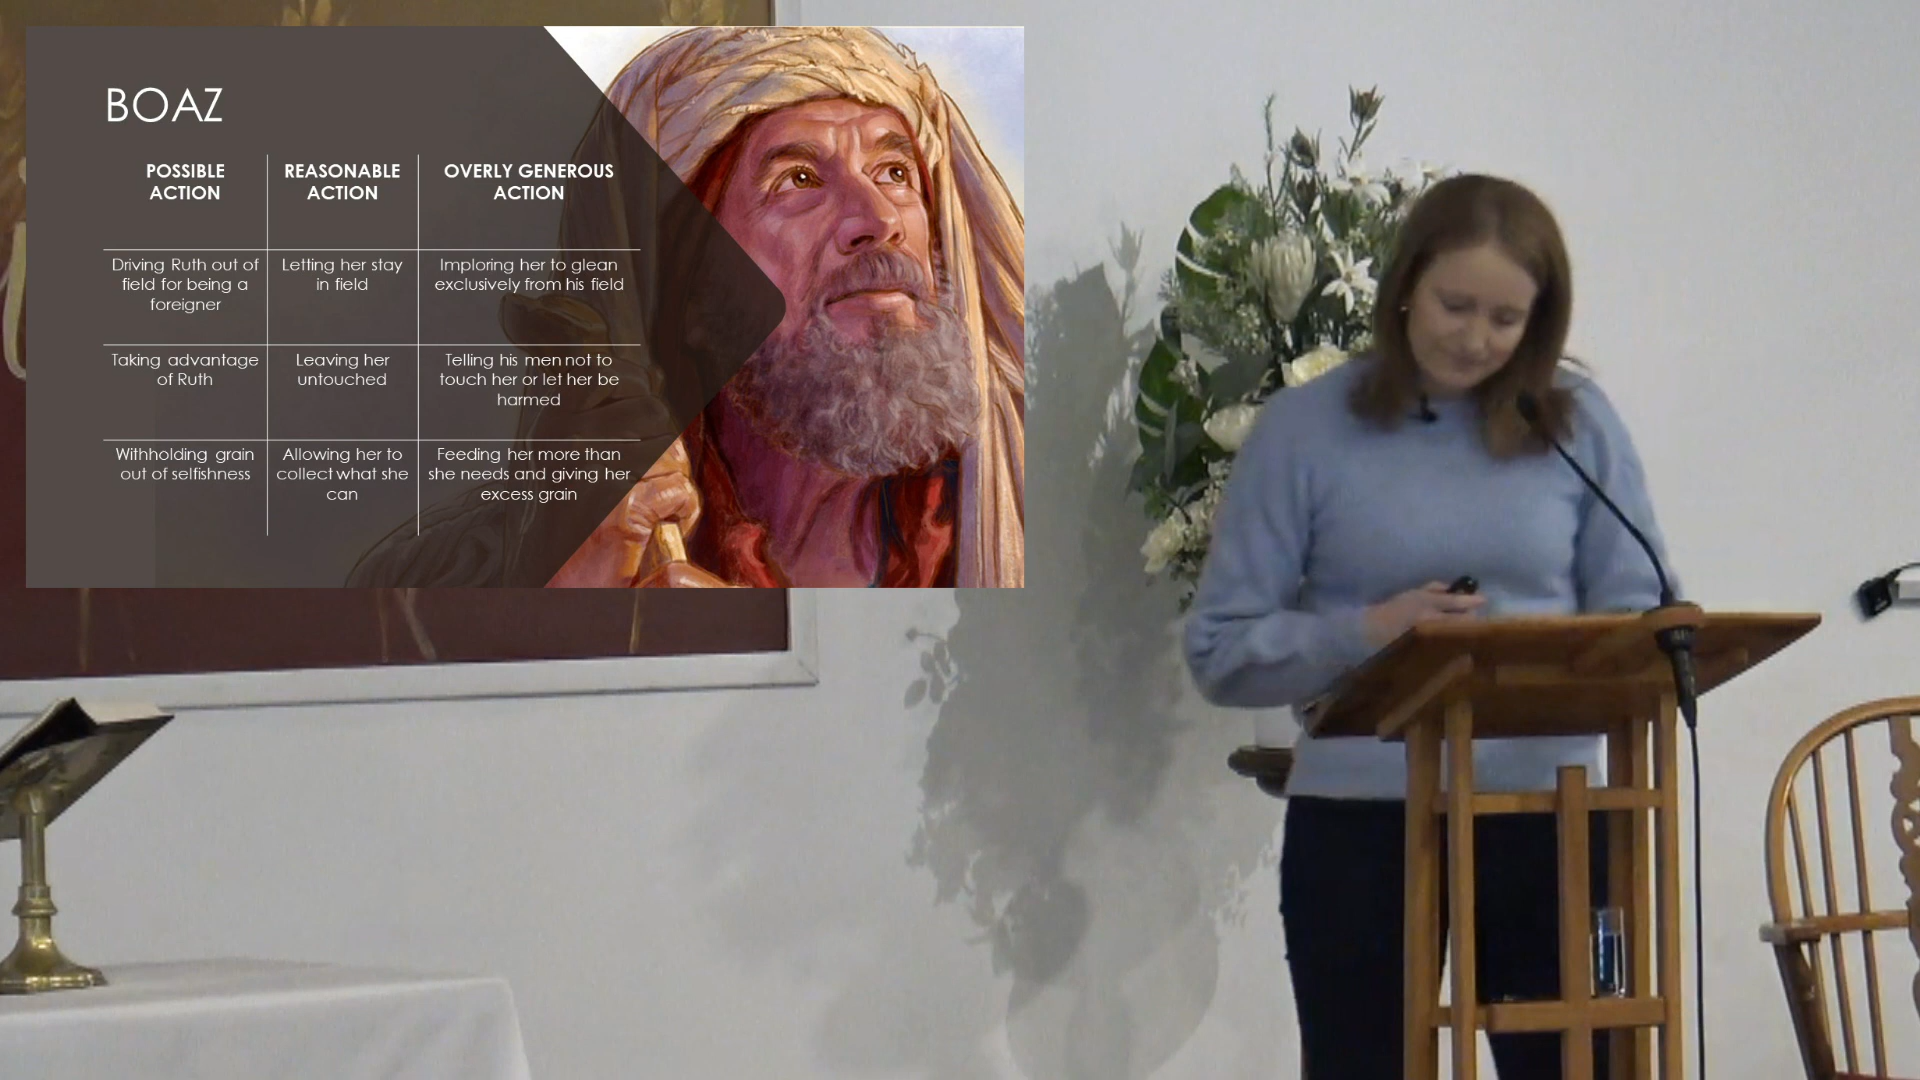 BOAZ
POSSIBLE
ACTION
REASONABLE
ACTION
OVERLY GENEROUS
ACTION
Driving Ruth out of
field for being a
foreigner
Letting her stay
in field
Imploring her to glean
exclusively from his field
Taking advantage
of Ruth
Leaving her
untouched
Telling his men not to
touch her or let her be
harmed
Withholding grain
out of selfishness
Allowing her to
collect what she
can
Feeding her more than
she needs and giving her
excess grain